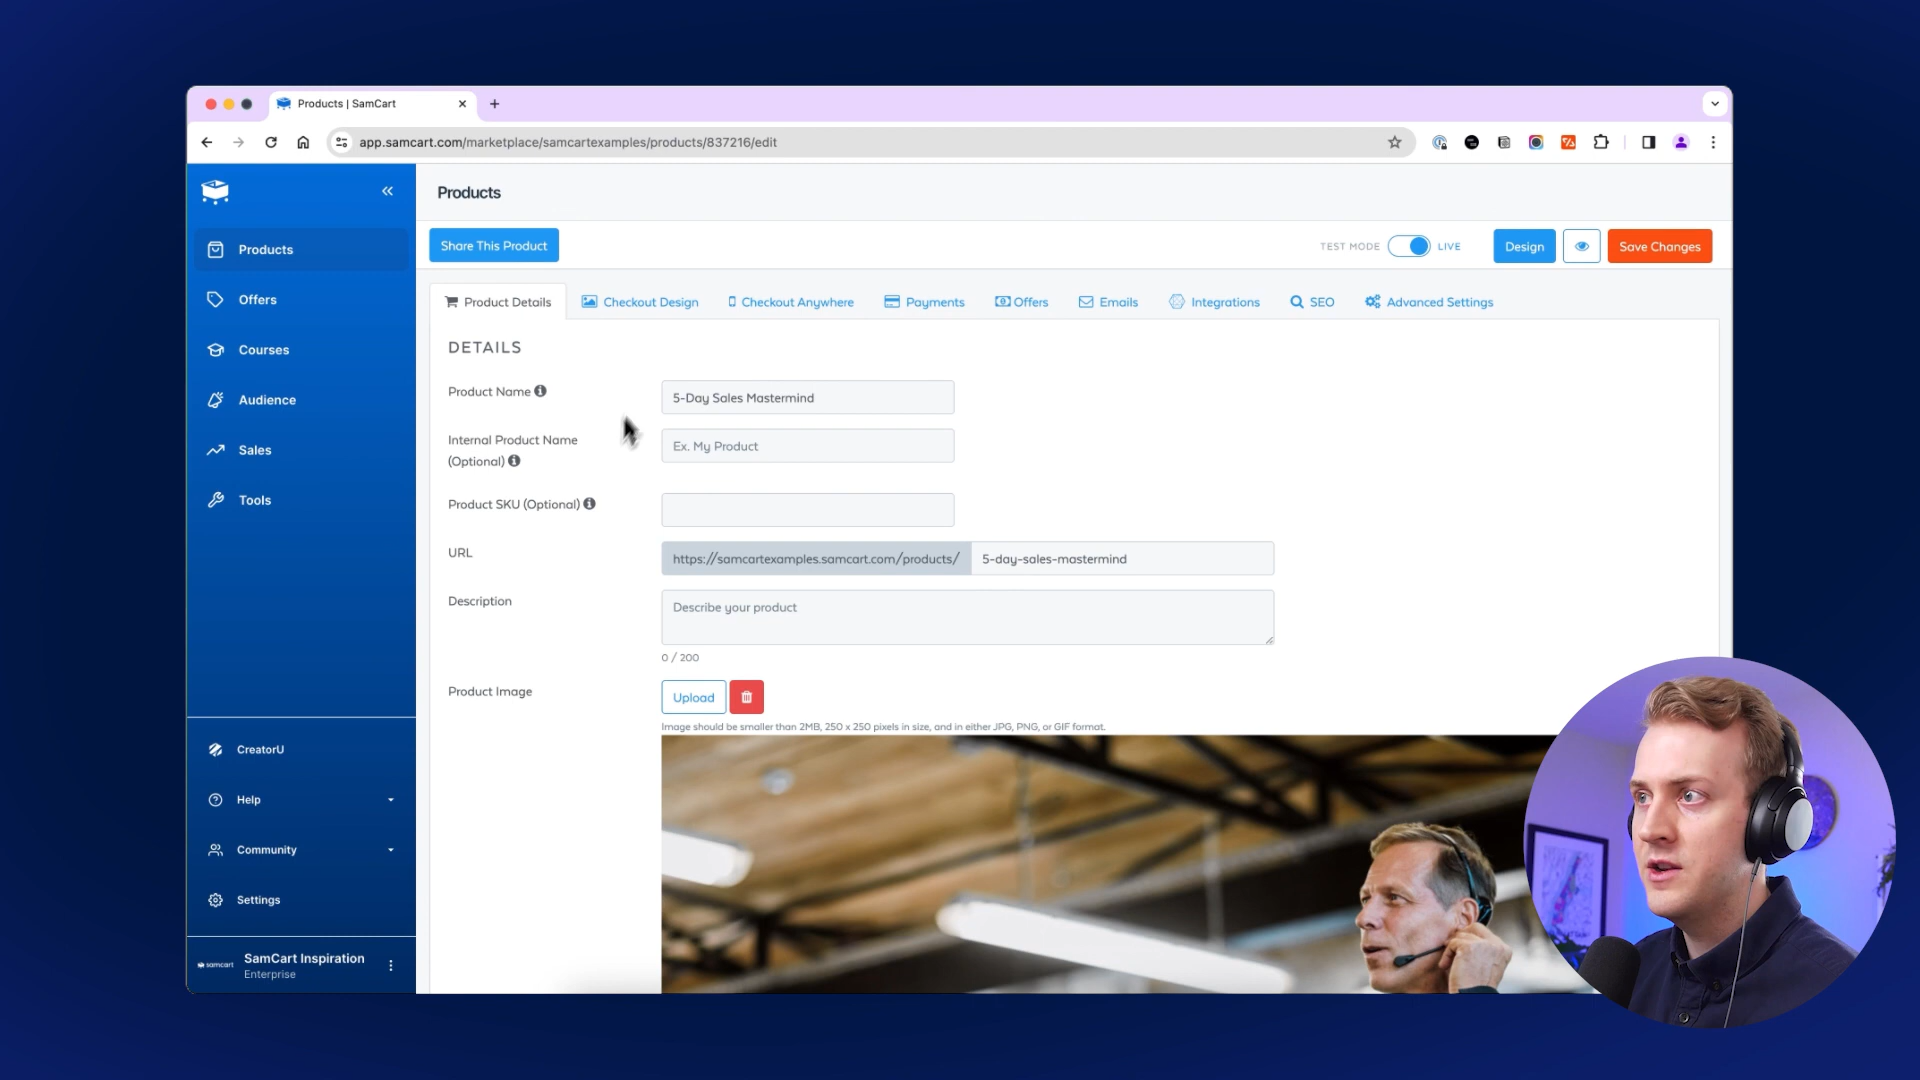 Products | SamCart
app.samcart.com/marketplace/samcartexamples/products/837216/edit
Products
Share This Product
TEST MODE LIVE
Design
Save Changes
Products
Offers
Courses
Audience
Sales
Tools
CreatorU
Help
Community
Settings
samcart
SamCart Inspiration
Enterprise
Product Details
Checkout Design
Checkout Anywhere
Payments
Offers
Emails
Integrations
SEO
Advanced Settings
DETAILS
Product Name
5-Day Sales Mastermind
Internal Product Name
(Optional)
Ex. My Product
Product SKU (Optional)
URL
https://samcartexamples.samcart.com/products/ 5-day-sales-mastermind
Description
Describe your product
0 / 200
Product Image
Upload
Image should be smaller than 2MB, 250 x 250 pixels in size, and in either JPG, PNG, or GIF format.